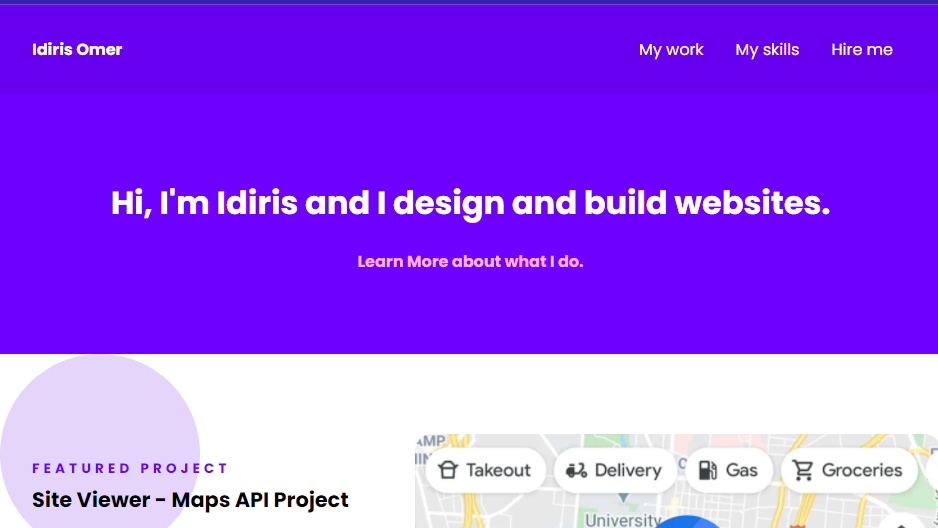 Idiris Omer
My work
My skills
Hire me
Hi, I'm Idiris and I design and build websites.
Learn More about what I do.
FEATURED PROJECT
Site Viewer - Maps API Project
Takeout
Delivery
Gas
Groceries
University